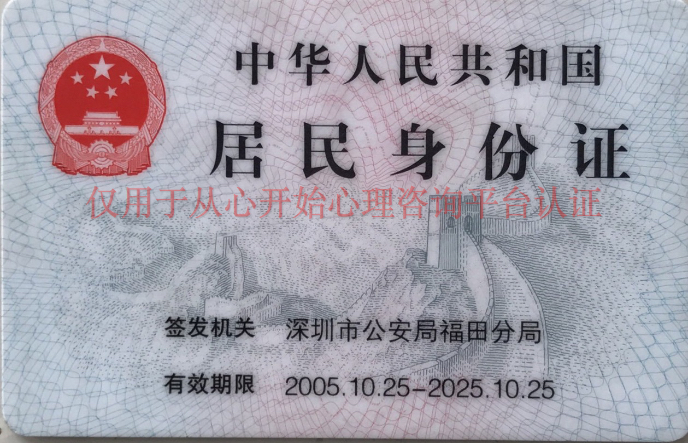 中华人民共和国
居民身份证
仅用于从心开始心理咨询平台认证
签发机关 深圳市公安局福田分局
有效期限 2005.10.25-2025.10.25